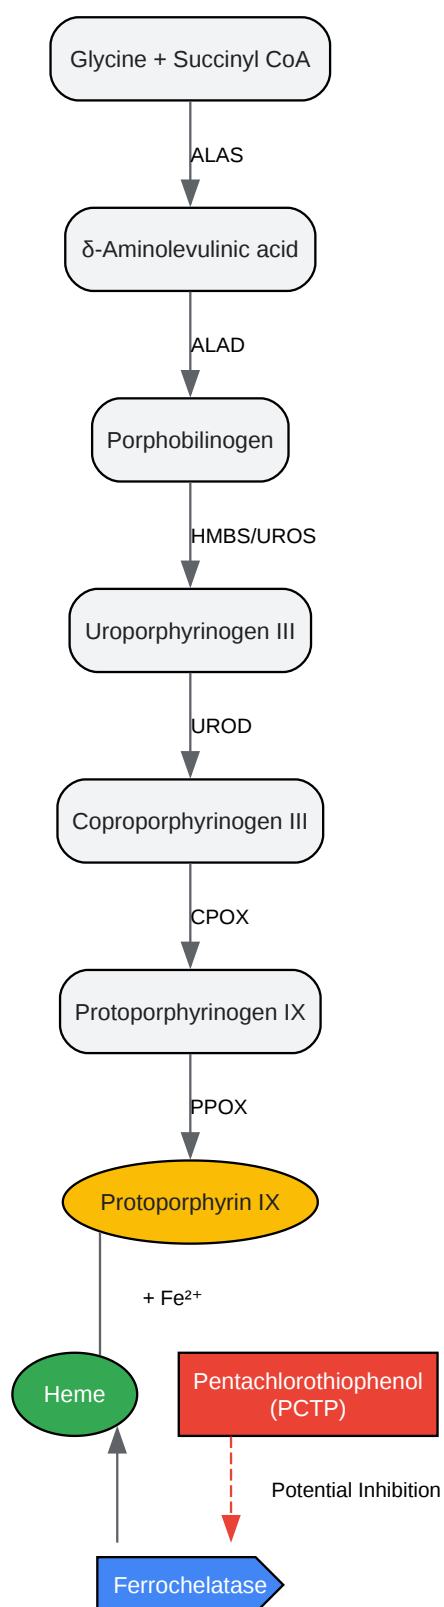 Glycine + Succinyl CoA
ALAS
δ-Aminolevulinic acid
ALAD
Porphobilinogen
HMBS/UROS
Uroporphyrinogen III
UROD
Coproporphyrinogen III
CPOX
Protoporphyrinogen IX
PPOX
Protoporphyrin IX
+ Fe²⁺
Heme
Pentachlorothiophenol
(PCTP)
Potential Inhibition
Ferrochelatase